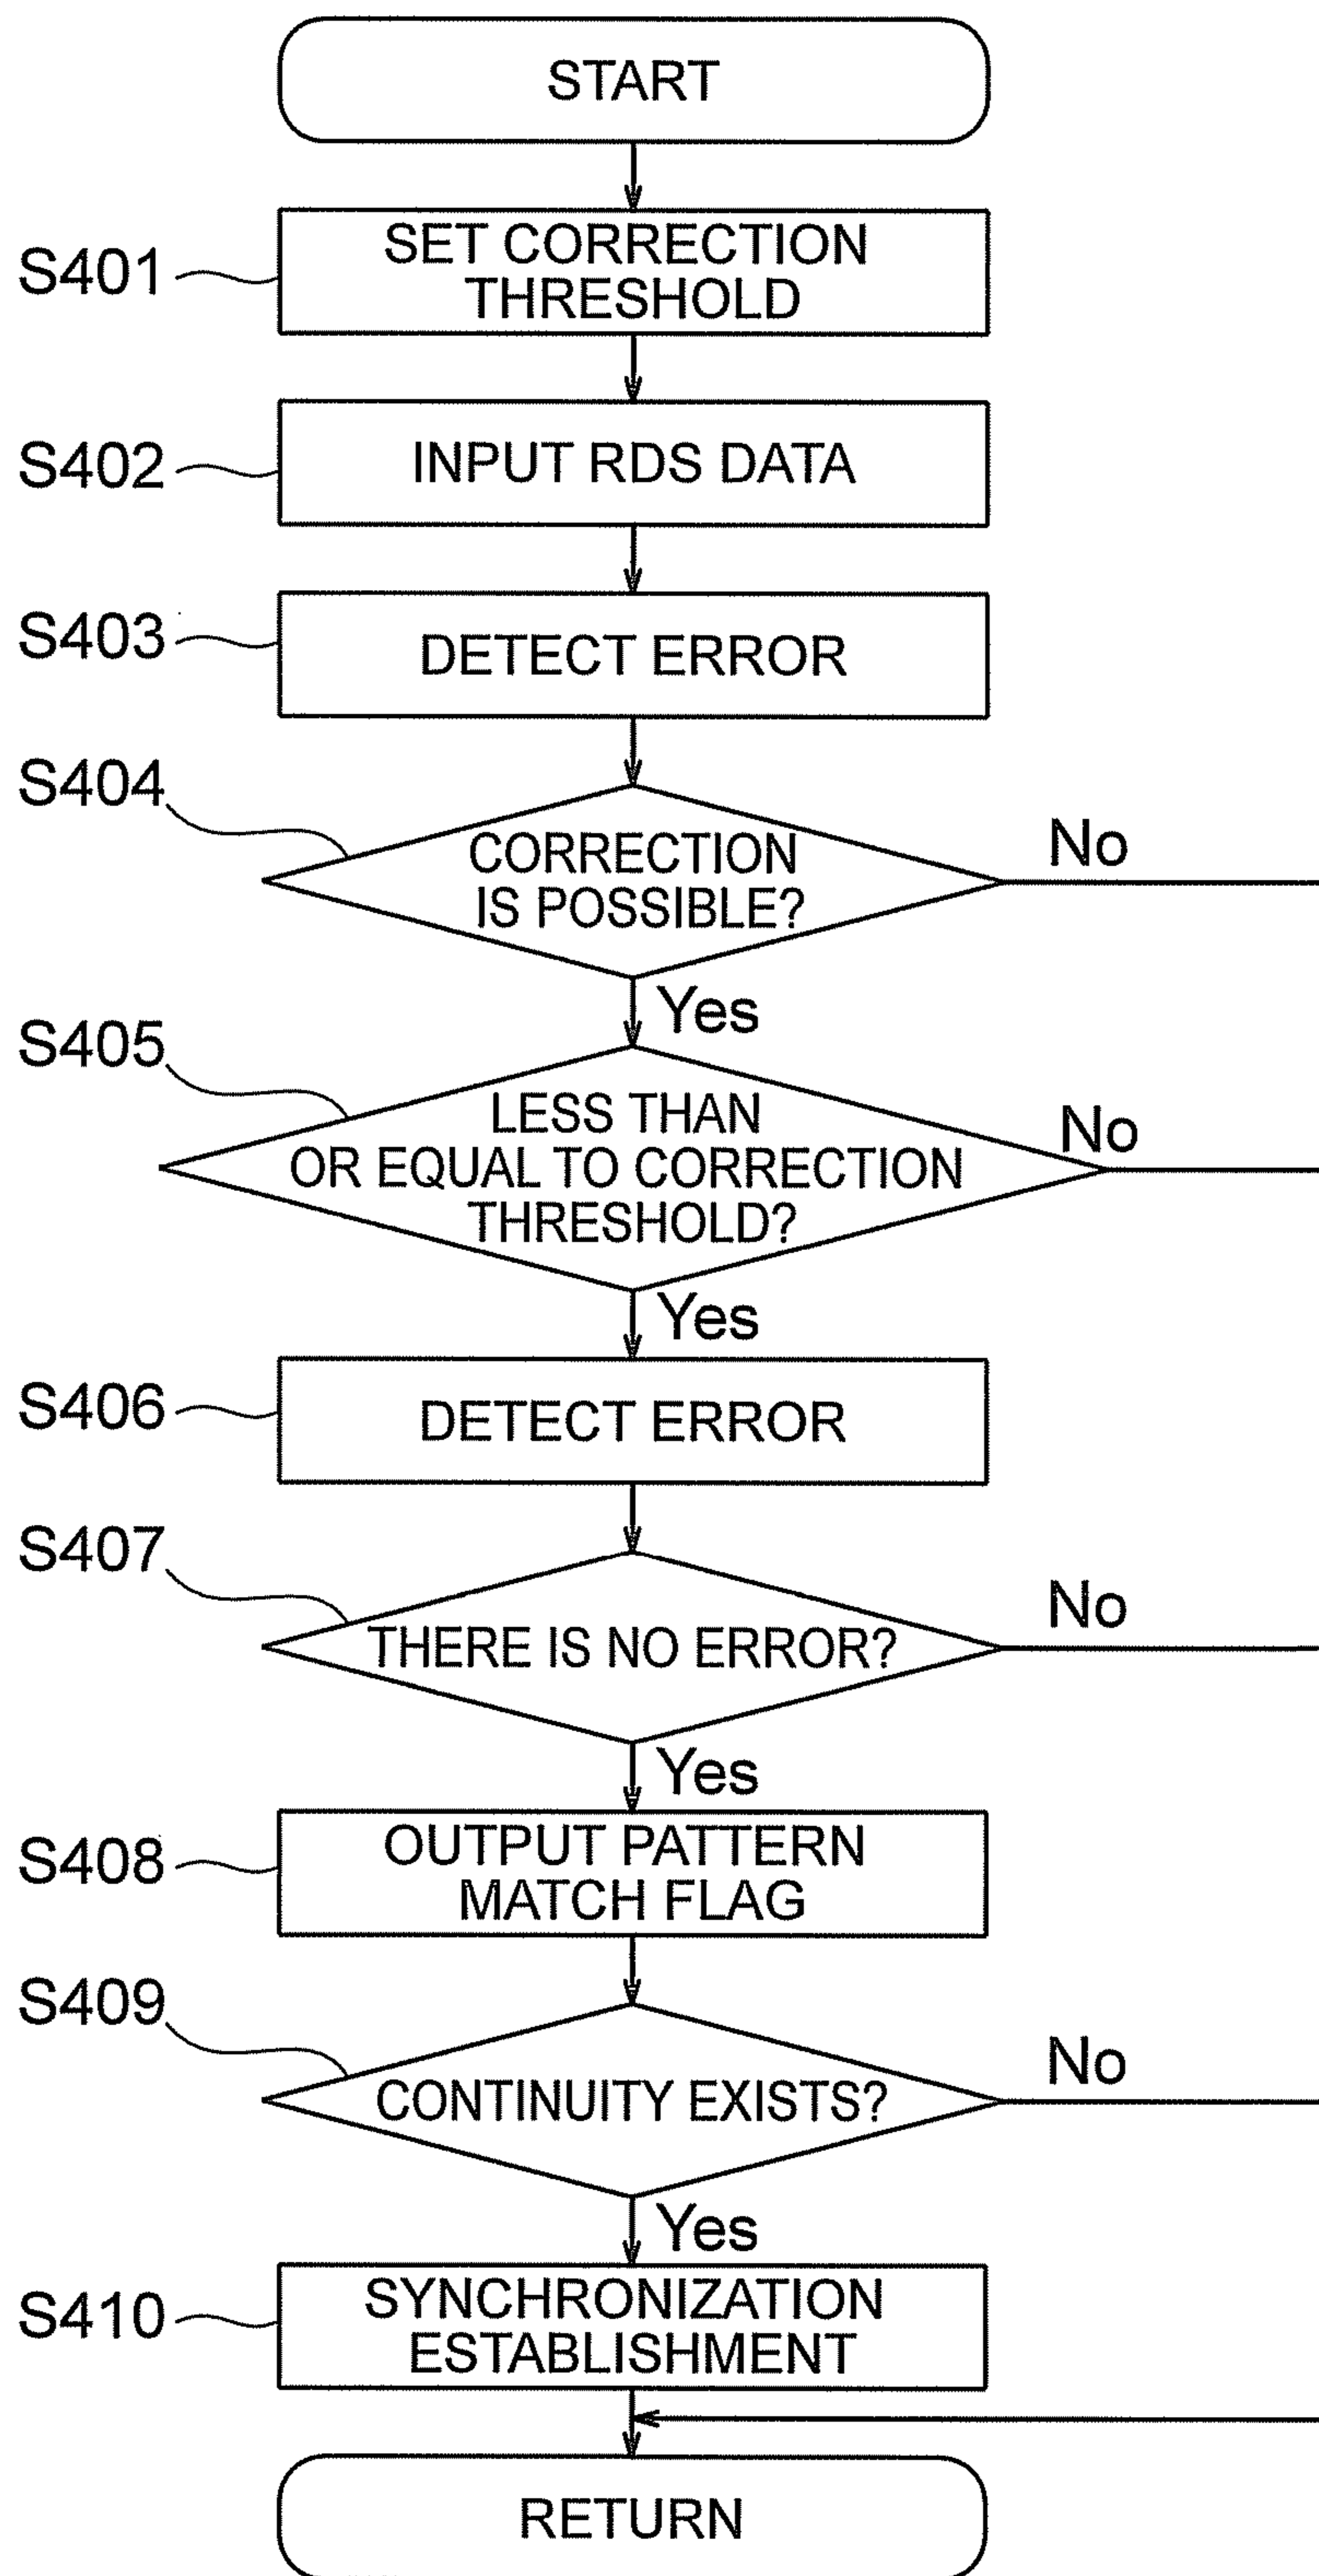 START
S401
SET CORRECTION
THRESHOLD
S402
INPUT RDS DATA
S403
DETECT ERROR
S404
CORRECTION
IS POSSIBLE?
No
Yes
S405
LESS THAN
OR EQUAL TO CORRECTION
THRESHOLD?
No
Yes
S406
DETECT ERROR
S407
THERE IS NO ERROR?
No
Yes
S408
OUTPUT PATTERN
MATCH FLAG
S409
CONTINUITY EXISTS?
No
Yes
S410
SYNCHRONIZATION
ESTABLISHMENT
RETURN